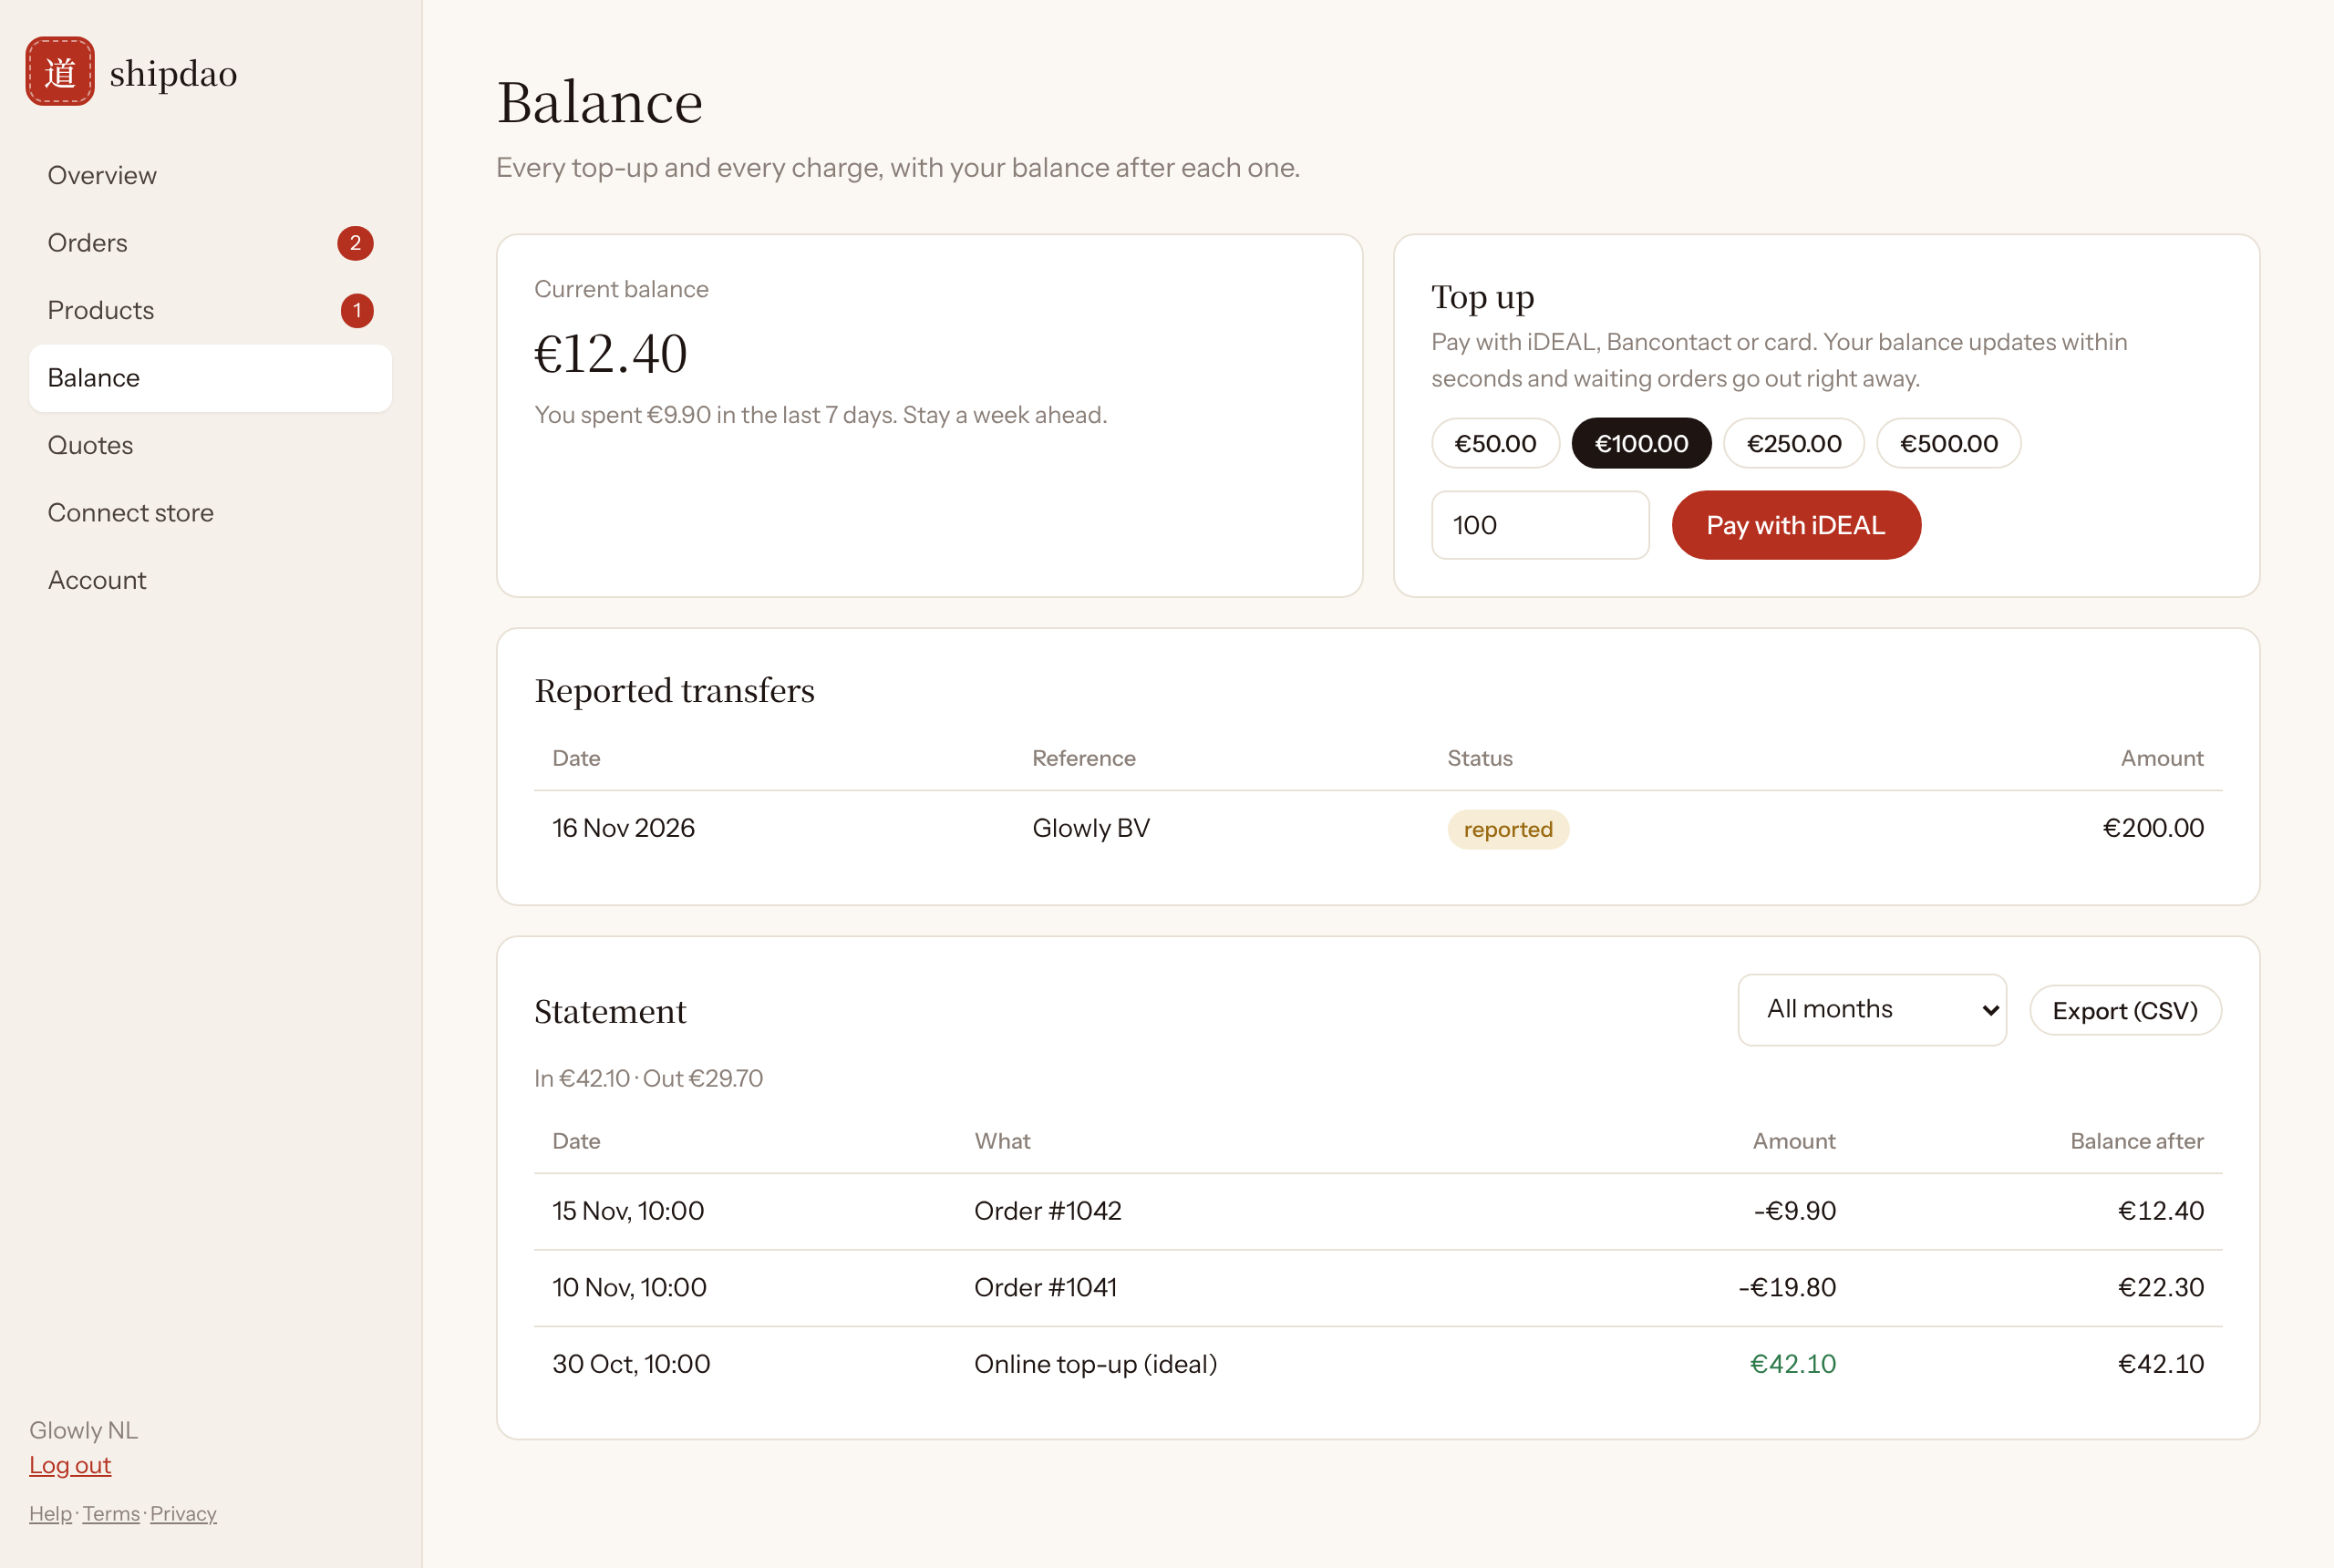 道 shipdao
Overview
Orders 2
Products 1
Balance
Quotes
Connect store
Account
Glowly NL
Log out
Help · Terms · Privacy
Balance
Every top-up and every charge, with your balance after each one.
Current balance
€12.40
You spent €9.90 in the last 7 days. Stay a week ahead.
Top up
Pay with iDEAL, Bancontact or card. Your balance updates within
seconds and waiting orders go out right away.
€50.00 €100.00 €250.00 €500.00
100 Pay with iDEAL
Reported transfers
Date Reference Status Amount
16 Nov 2026 Glowly BV reported €200.00
Statement All months Export (CSV)
In €42.10 · Out €29.70
Date What Amount Balance after
15 Nov, 10:00 Order #1042 -€9.90 €12.40
10 Nov, 10:00 Order #1041 -€19.80 €22.30
30 Oct, 10:00 Online top-up (ideal) €42.10 €42.10